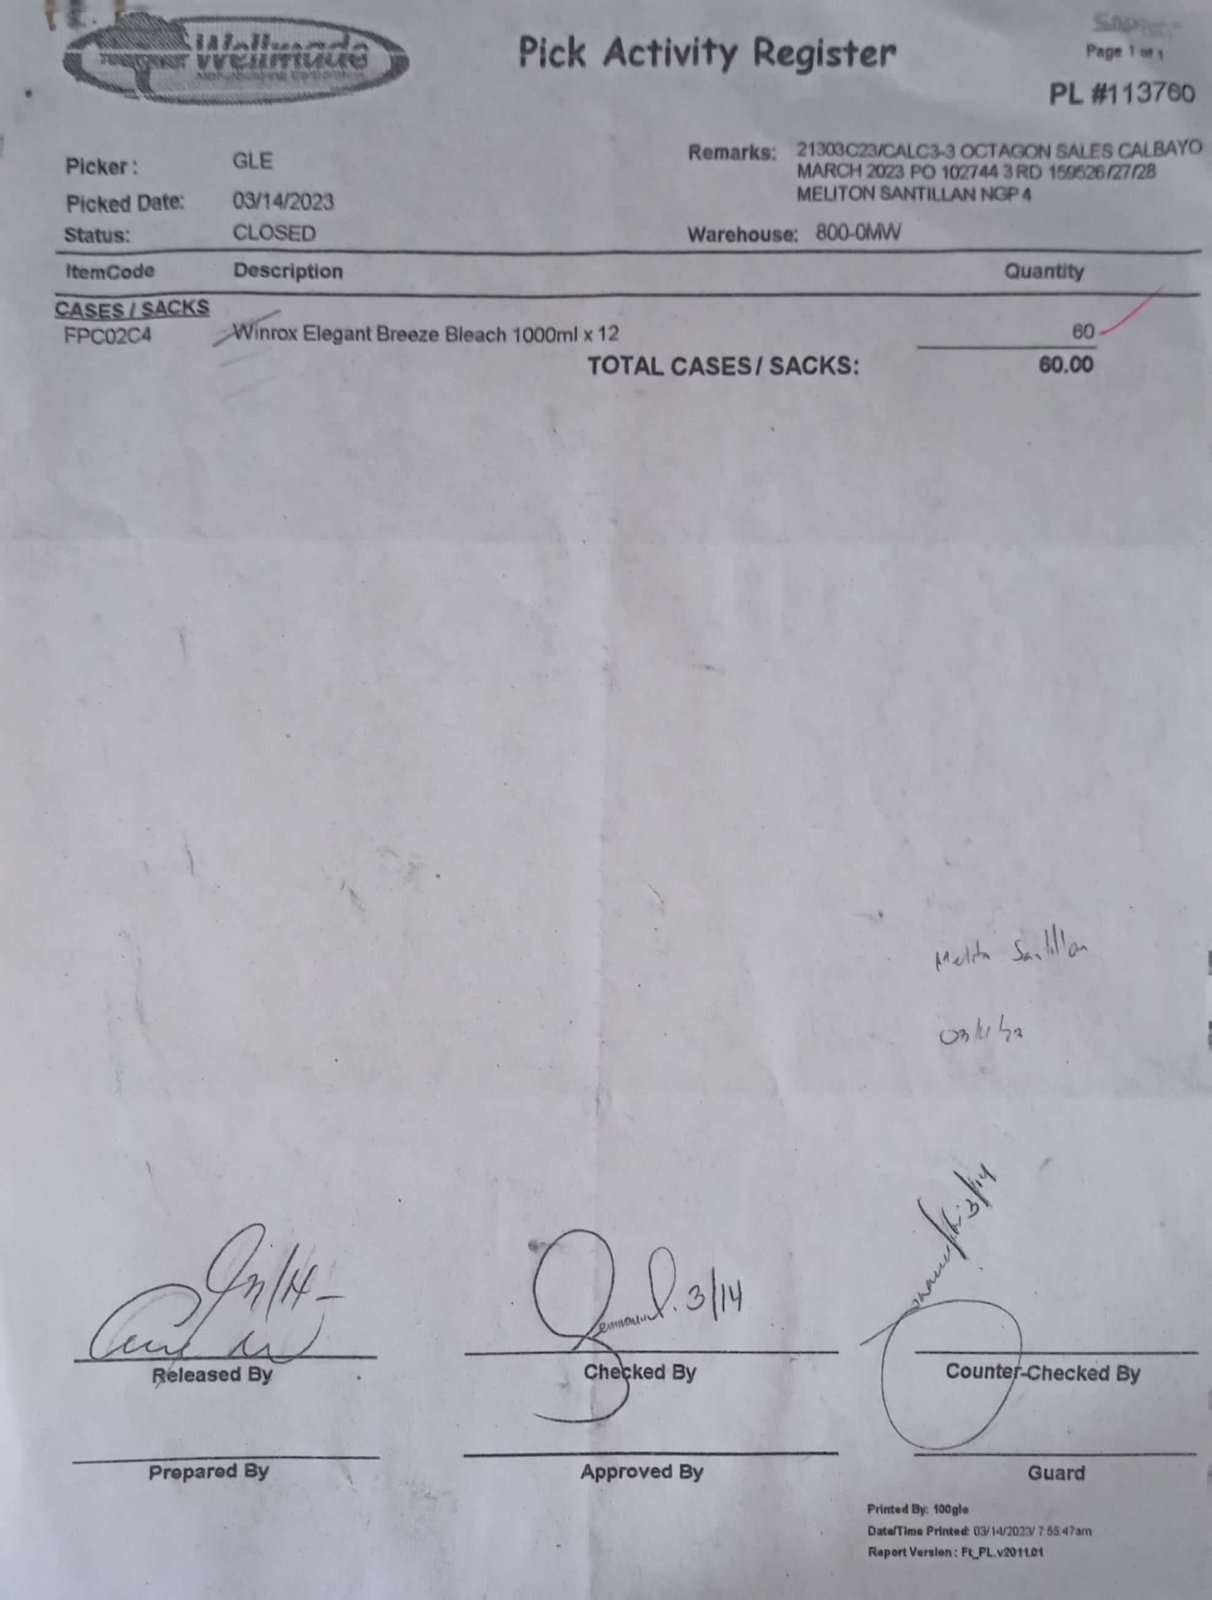 Wellmade
Manufacturing Corporation
Pick Activity Register
SAP
Page 1 of 1
PL #113760
Picker : GLE
Remarks: 21303C23/CALC3-3 OCTAGON SALES CALBAYO
MARCH 2023 PO 102744 3 RD 159526/27/28
MELITON SANTILLAN NGP 4
Picked Date: 03/14/2023
Status: CLOSED
Warehouse: 800-0MW
ItemCode Description Quantity
CASES / SACKS
FPC02C4 Winrox Elegant Breeze Bleach 1000ml x 12 60
TOTAL CASES / SACKS: 60.00
Santillan
3/14
3/14
3/14
Released By Checked By Counter-Checked By
Prepared By Approved By Guard
Printed By: 100gle
Date/Time Printed: 03/14/2023/ 7:55:47am
Report Version : Ft_PL.v2011.01